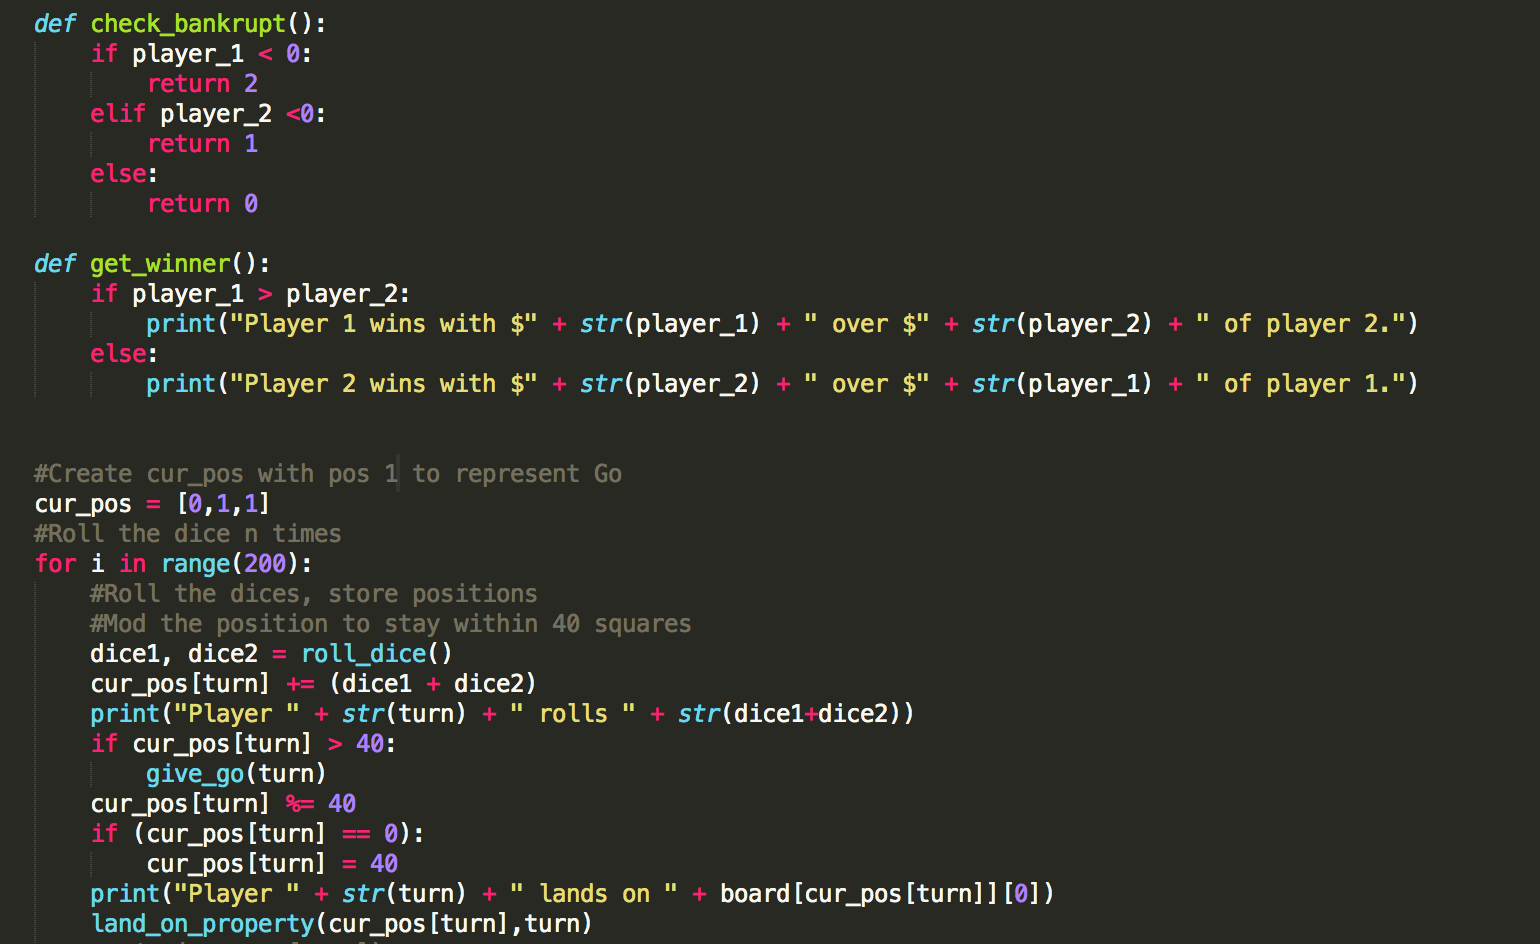 def check_bankrupt():
    if player_1 < 0:
        return 2
    elif player_2 <0:
        return 1
    else:
        return 0

def get_winner():
    if player_1 > player_2:
        print("Player 1 wins with $" + str(player_1) + " over $" + str(player_2) + " of player 2.")
    else:
        print("Player 2 wins with $" + str(player_2) + " over $" + str(player_1) + " of player 1.")


#Create cur_pos with pos 1 to represent Go
cur_pos = [0,1,1]
#Roll the dice n times
for i in range(200):
    #Roll the dices, store positions
    #Mod the position to stay within 40 squares
    dice1, dice2 = roll_dice()
    cur_pos[turn] += (dice1 + dice2)
    print("Player " + str(turn) + " rolls " + str(dice1+dice2))
    if cur_pos[turn] > 40:
        give_go(turn)
    cur_pos[turn] %= 40
    if (cur_pos[turn] == 0):
        cur_pos[turn] = 40
    print("Player " + str(turn) + " lands on " + board[cur_pos[turn]][0])
    land_on_property(cur_pos[turn],turn)